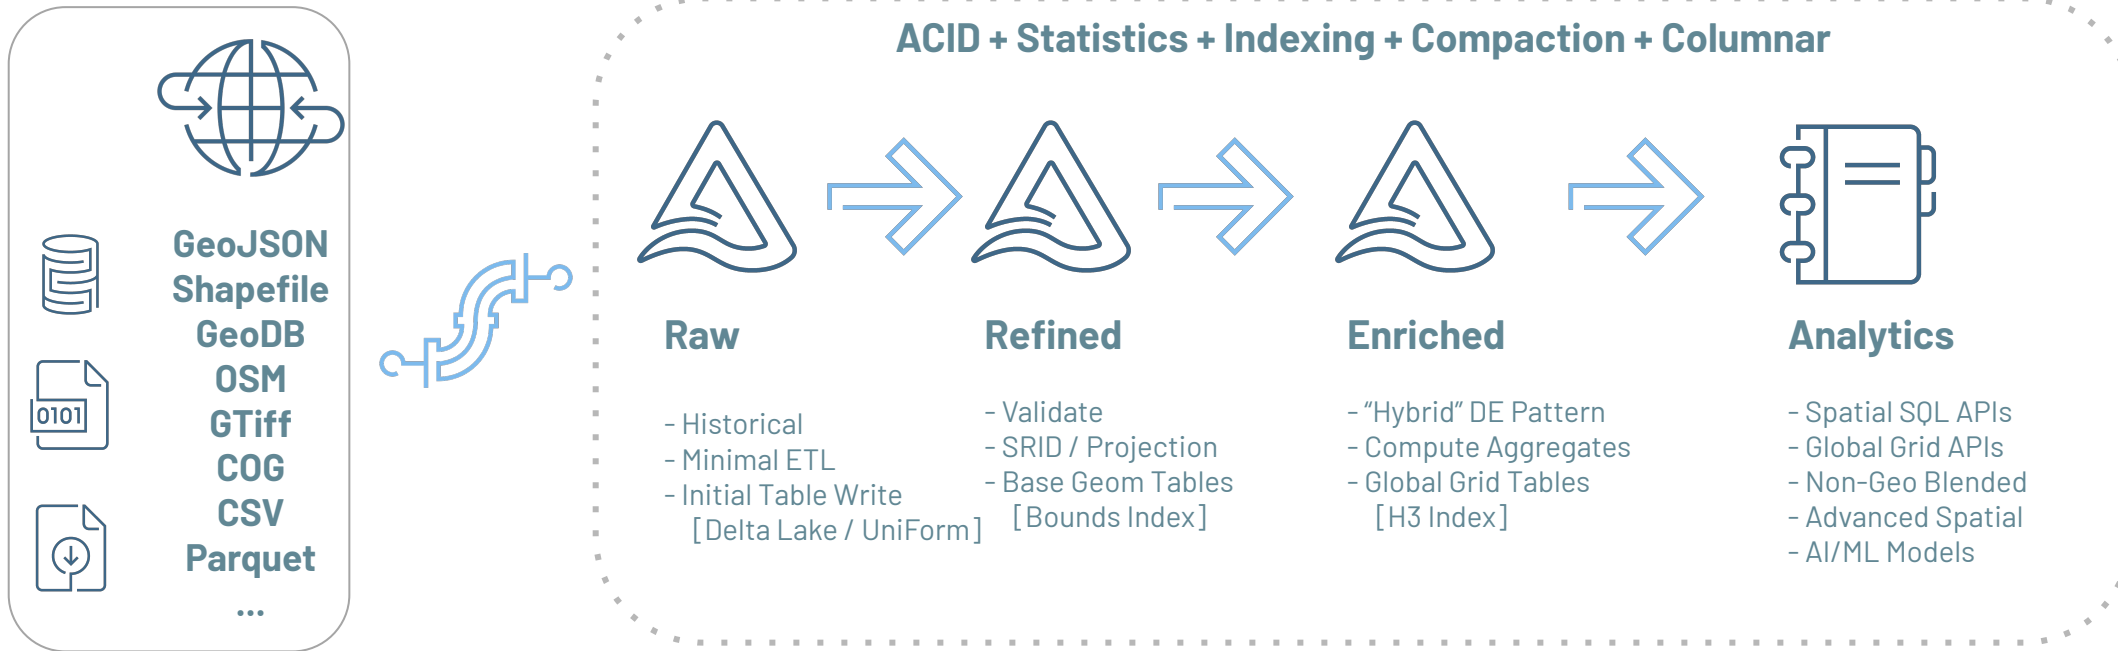 GeoJSON
Shapefile
GeoDB
OSM
GTiff
COG
CSV
Parquet
...
0101
ACID + Statistics + Indexing + Compaction + Columnar
Raw
- Historical
- Minimal ETL
- Initial Table Write
[Delta Lake / UniForm]
Refined
- Validate
- SRID / Projection
- Base Geom Tables
[Bounds Index]
Enriched
- “Hybrid” DE Pattern
- Compute Aggregates
- Global Grid Tables
[H3 Index]
Analytics
- Spatial SQL APIs
- Global Grid APIs
- Non-Geo Blended
- Advanced Spatial
- AI/ML Models